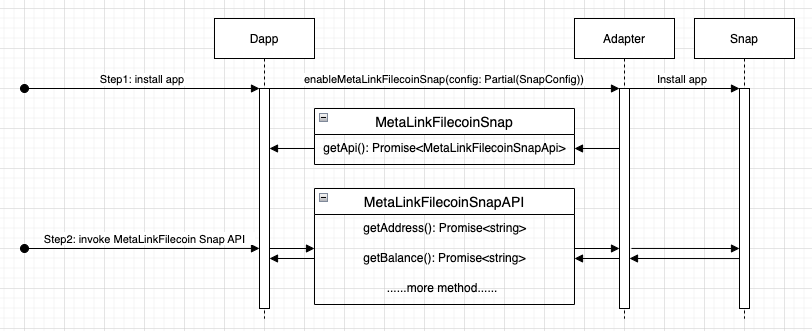 Dapp
Adapter
Snap
Step1: install app
enableMetaLinkFilecoinSnap(config: Partial(SnapConfig))
Install app
MetaLinkFilecoinSnap
getApi(): Promise<MetaLinkFilecoinSnapApi>
MetaLinkFilecoinSnapAPI
getAddress(): Promise<string>
Step2: invoke MetaLinkFilecoin Snap API
getBalance(): Promise<string>
......more method......